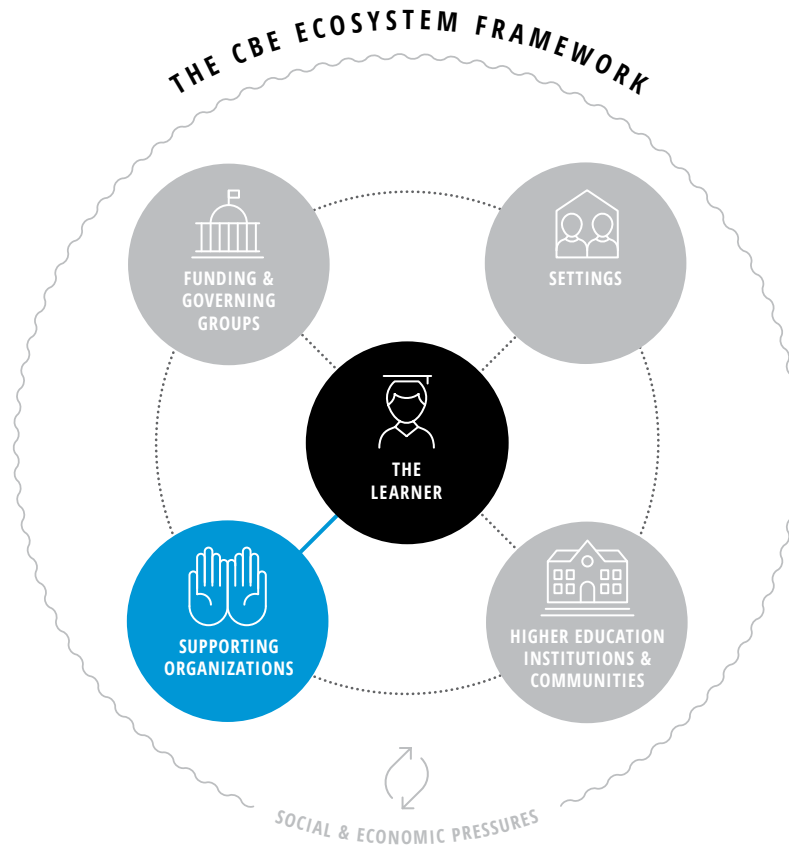 THE CBE ECOSYSTEM FRAMEWORK
FUNDING &
GOVERNING
GROUPS
SETTINGS
THE
LEARNER
SUPPORTING
ORGANIZATIONS
HIGHER EDUCATION
INSTITUTIONS &
COMMUNITIES
SOCIAL & ECONOMIC PRESSURES